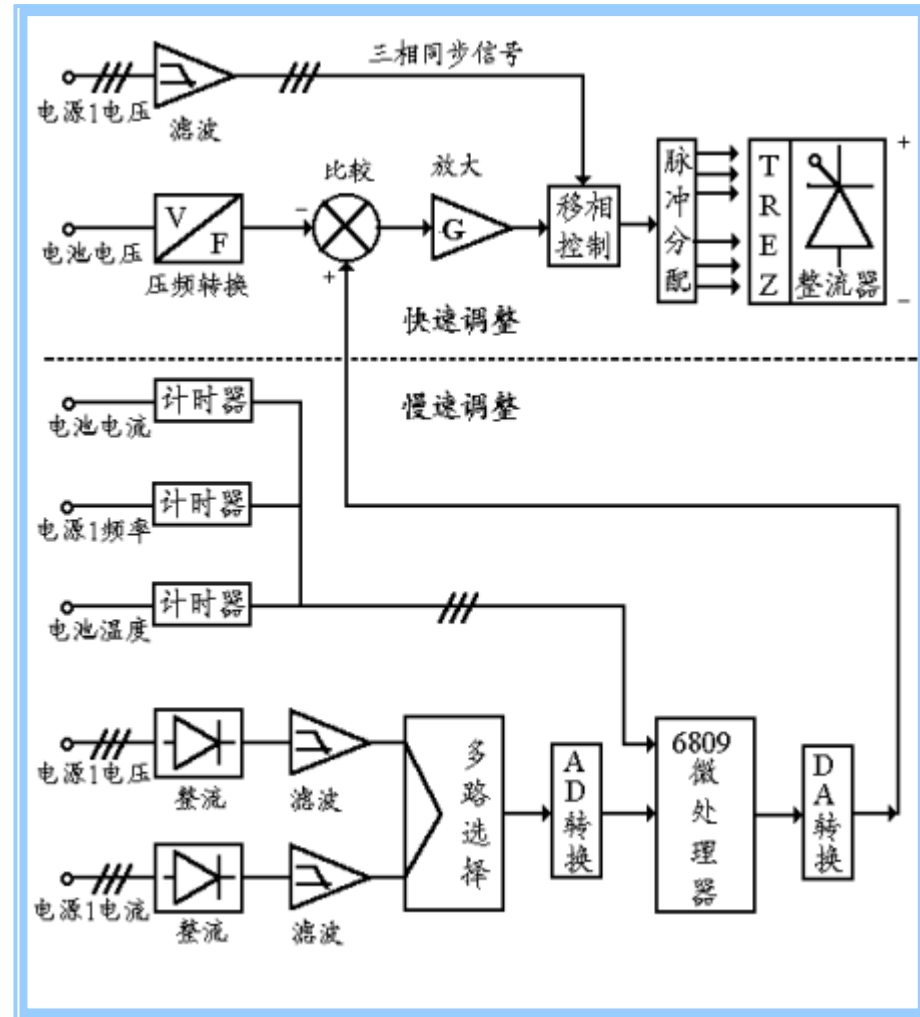 三相同步信号
电源1电压
滤波
比较
放大
电池电压
V
F
压频转换
−
+
G
移相
控制
脉冲分配
TREZ
整流器
+
−
快速调整
慢速调整
计时器
电池电流
计时器
电源1频率
计时器
电池温度
电源1电压
整流
滤波
电源1电流
整流
滤波
多路选择
AD转换
6809
微处理器
DA转换